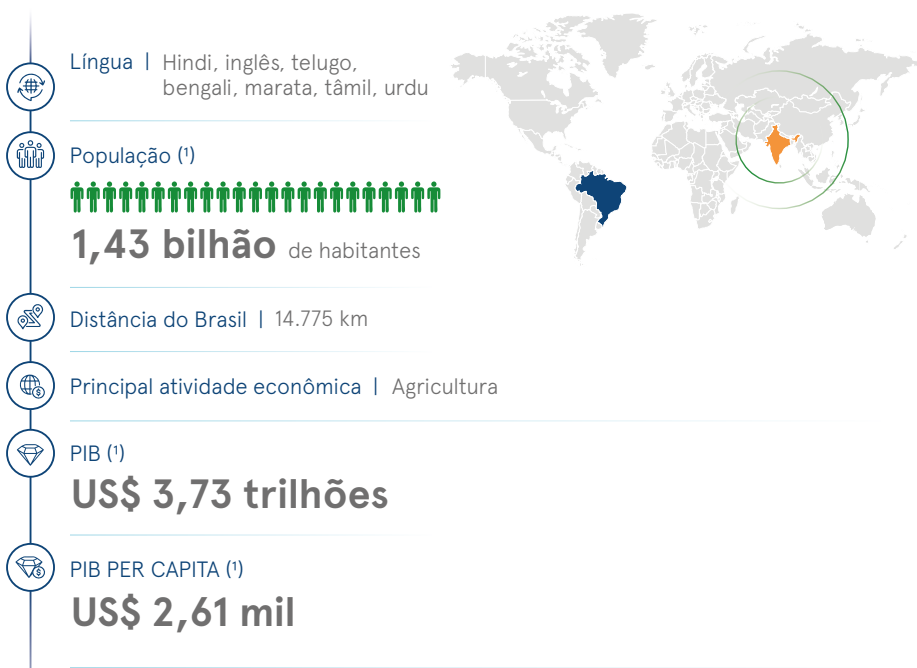 Língua | Hindi, inglês, telugo,
bengali, marata, tâmil, urdu
População (¹)
1,43 bilhão de habitantes
Distância do Brasil | 14.775 km
Principal atividade econômica | Agricultura
PIB (¹)
US$ 3,73 trilhões
PIB PER CAPITA (¹)
US$ 2,61 mil